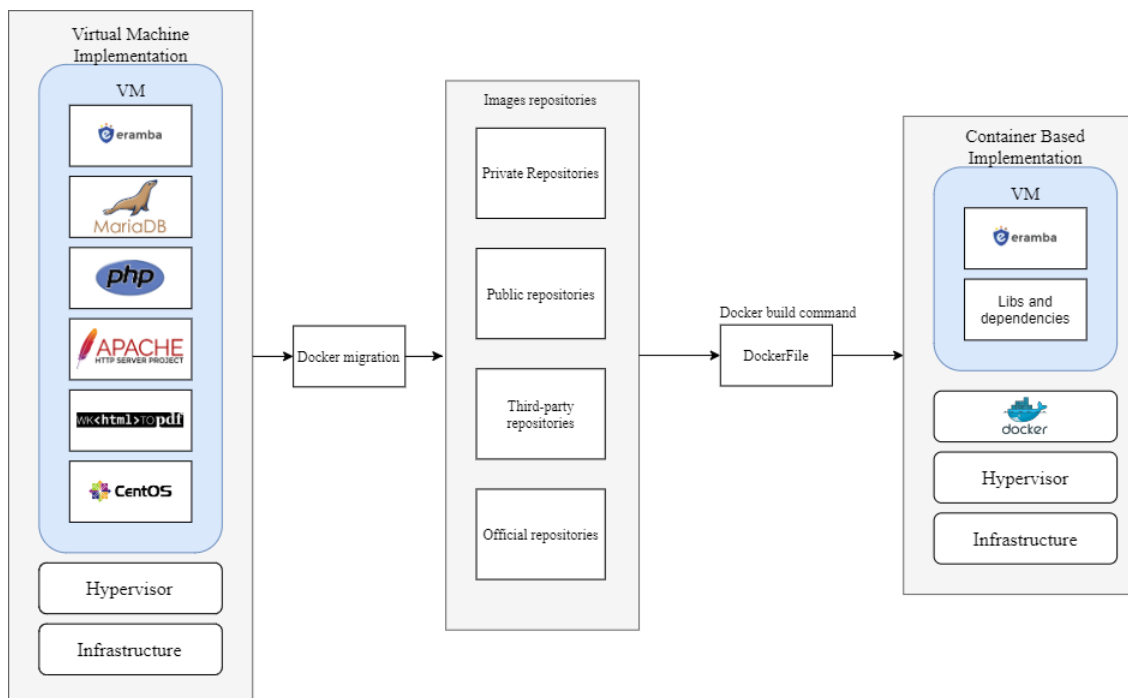 Virtual Machine
Implementation
VM
eramba
MariaDB
php
APACHE
HTTP SERVER PROJECT
WK<html>TOpdf
CentOS
Hypervisor
Infrastructure
Docker migration
Images repositories
Private Repositories
Public repositories
Third-party
repositories
Official repositories
Docker build command
DockerFile
Container Based
Implementation
VM
eramba
Libs and
dependencies
docker
Hypervisor
Infrastructure